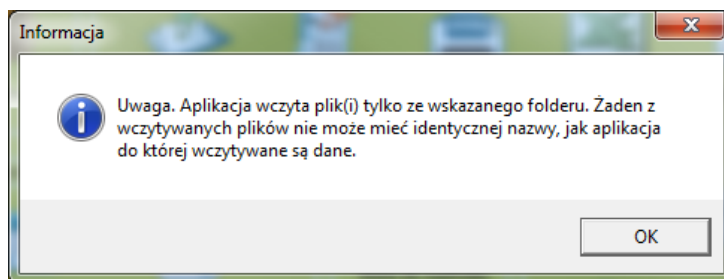 Informacja
Uwaga. Aplikacja wczyta plik(i) tylko ze wskazanego folderu. Żaden z
wczytywanych plików nie może mieć identycznej nazwy, jak aplikacja
do której wczytywane są dane.
OK